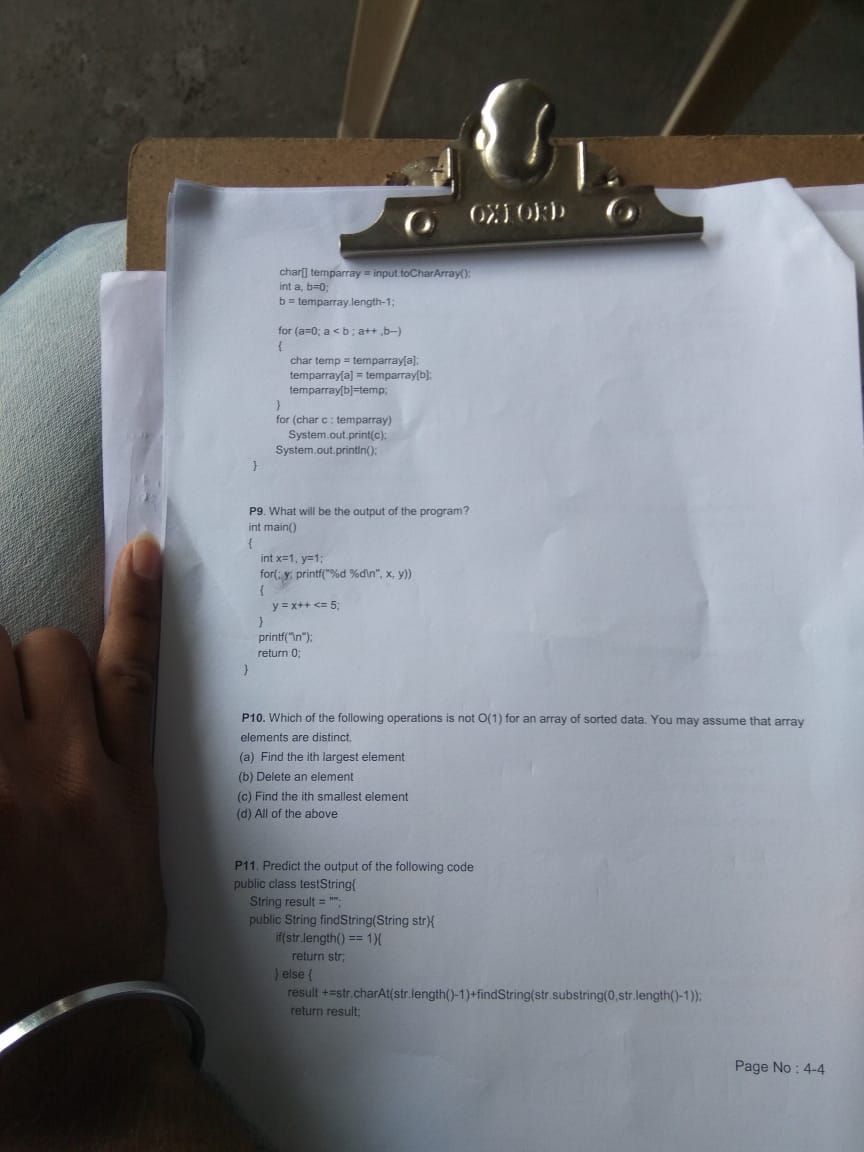 OXFORD
char[] temparray = input.toCharArray();
int a, b=0;
b = temparray.length-1;
for (a=0; a < b ; a++ ,b--)
{
char temp = temparray[a];
temparray[a] = temparray[b];
temparray[b]=temp;
}
for (char c : temparray)
System.out.print(c);
System.out.println();
}
P9. What will be the output of the program?
int main()
{
int x=1, y=1;
for(; y; printf("%d %d\n", x, y))
{
y = x++ <= 5;
}
printf("\n");
return 0;
}
P10. Which of the following operations is not O(1) for an array of sorted data. You may assume that array
elements are distinct.
(a) Find the ith largest element
(b) Delete an element
(c) Find the ith smallest element
(d) All of the above
P11. Predict the output of the following code
public class testString{
String result = "";
public String findString(String str){
if(str.length() == 1){
return str;
} else {
result +=str.charAt(str.length()-1)+findString(str.substring(0,str.length()-1));
return result;
Page No : 4-4